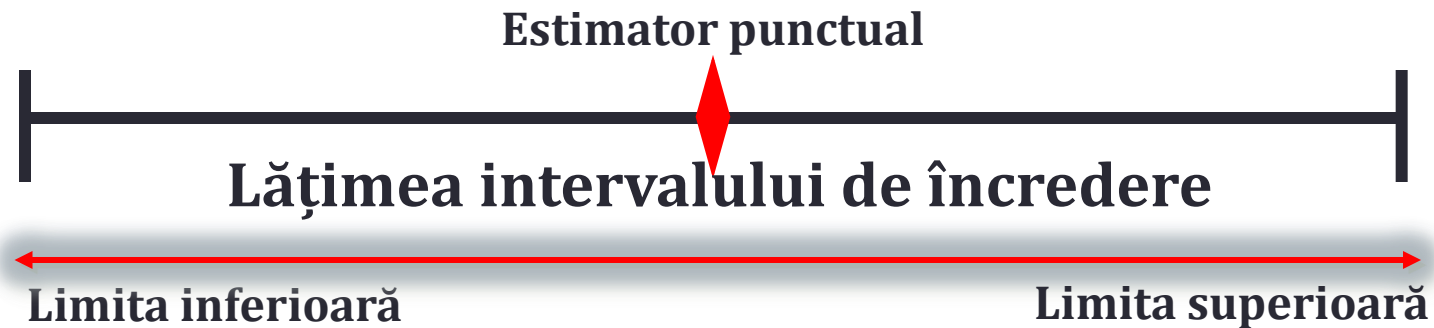 Estimator punctual
Lățimea intervalului de încredere
Limita inferioară
Limita superioară